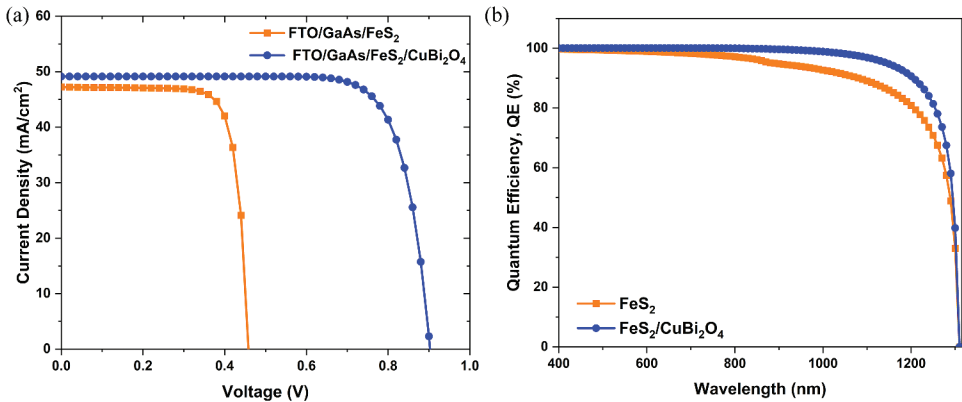 (a)
60
50
40
30
20
10
0
Current Density (mA/cm²)
FTO/GaAs/FeS₂
FTO/GaAs/FeS₂/CuBi₂O₄
0.0 0.2 0.4 0.6 0.8 1.0
Voltage (V)
(b)
100
80
60
40
20
0
Quantum Efficiency, QE (%)
FeS₂
FeS₂/CuBi₂O₄
400 600 800 1000 1200
Wavelength (nm)